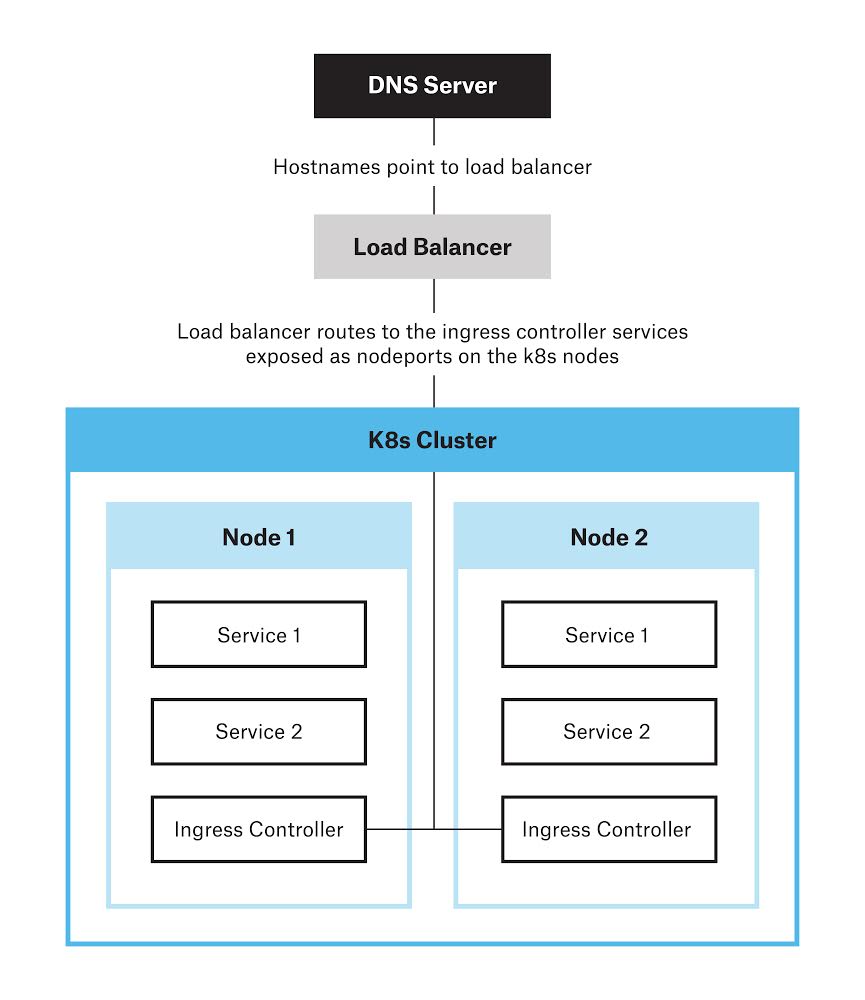 DNS Server
Hostnames point to load balancer
Load Balancer
Load balancer routes to the ingress controller services
exposed as nodeports on the k8s nodes
K8s Cluster
Node 1
Service 1
Service 2
Ingress Controller
Node 2
Service 1
Service 2
Ingress Controller